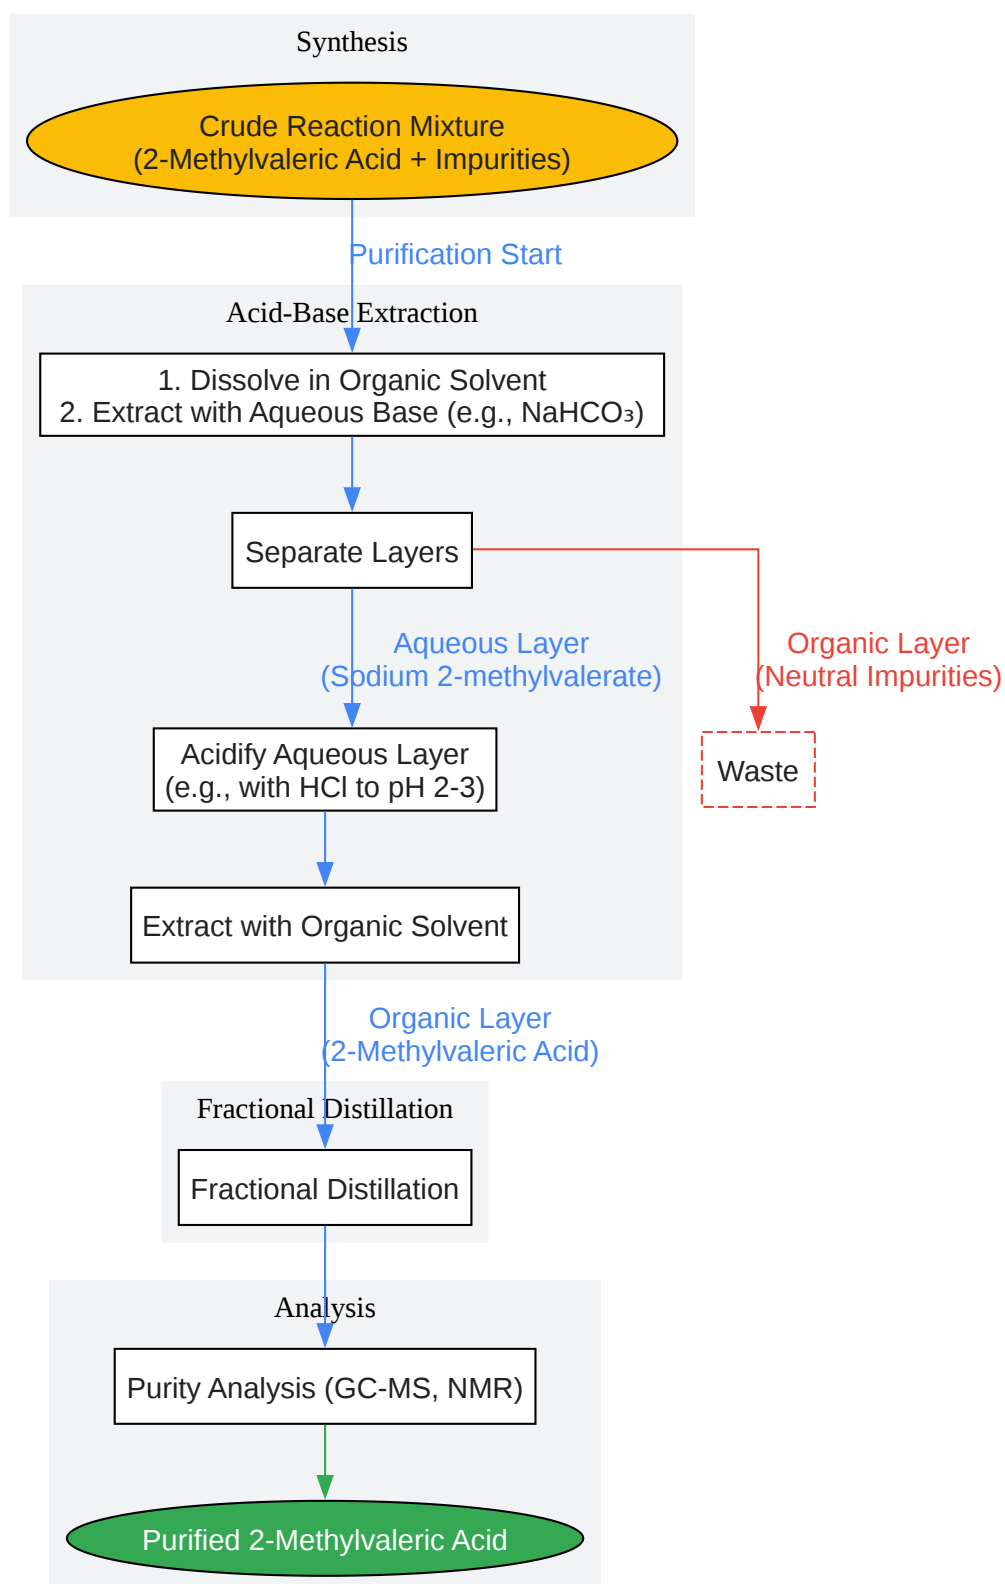 Synthesis
Crude Reaction Mixture
(2-Methylvaleric Acid + Impurities)
Purification Start
Acid-Base Extraction
1. Dissolve in Organic Solvent
2. Extract with Aqueous Base (e.g., NaHCO₃)
Separate Layers
Aqueous Layer
(Sodium 2-methylvalerate)
Organic Layer
(Neutral Impurities)
Acidify Aqueous Layer
(e.g., with HCl to pH 2-3)
Waste
Extract with Organic Solvent
Organic Layer
(2-Methylvaleric Acid)
Fractional Distillation
Fractional Distillation
Analysis
Purity Analysis (GC-MS, NMR)
Purified 2-Methylvaleric Acid